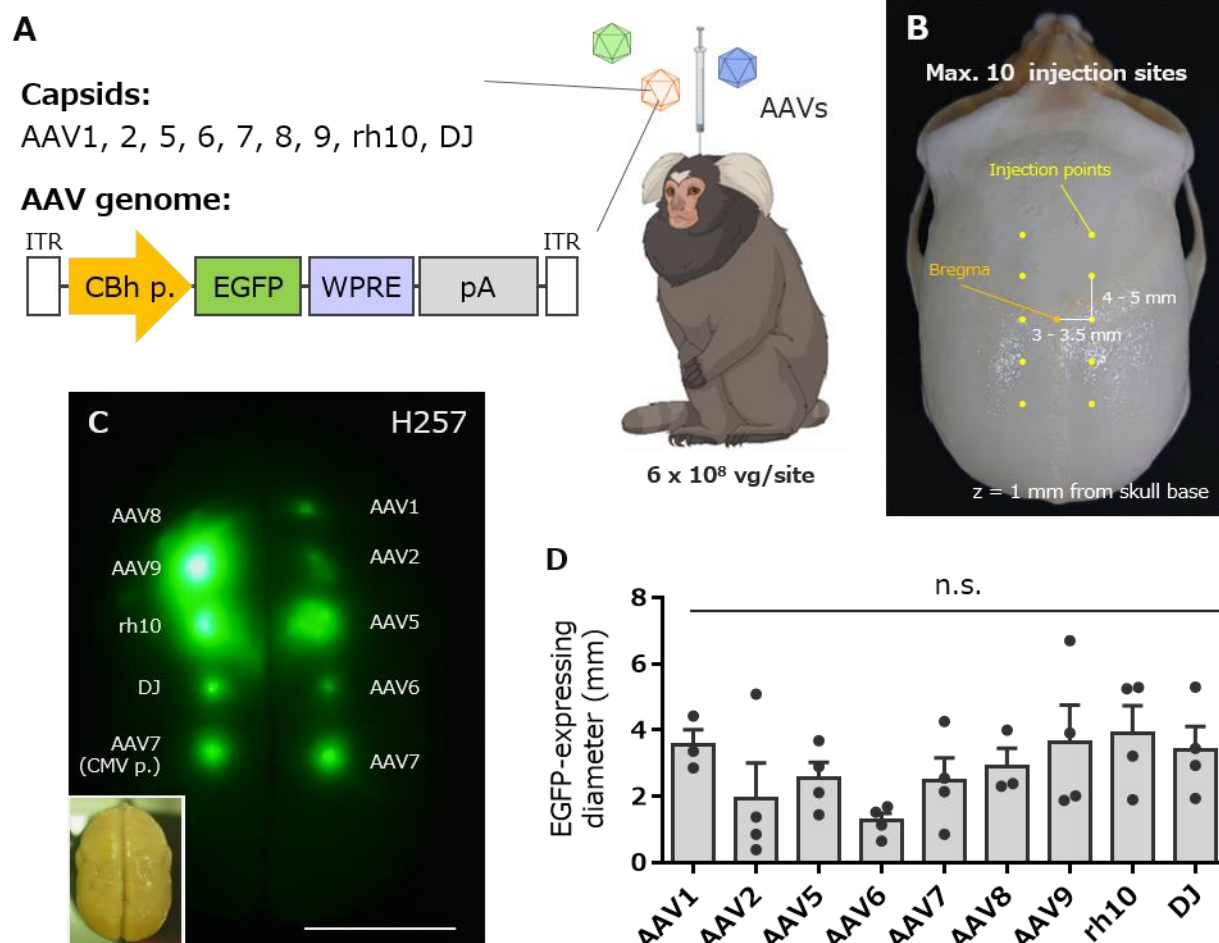 A
Capsids:
AAV1, 2, 5, 6, 7, 8, 9, rh10, DJ
AAV genome:
ITR
ITR
CBh p.
EGFP
WPRE
pA
AAVs
6 x 10⁸ vg/site
B
Max. 10 injection sites
Injection points
Bregma
4 - 5 mm
3 - 3.5 mm
z = 1 mm from skull base
C
H257
AAV8
AAV9
rh10
DJ
AAV7
(CMV p.)
AAV1
AAV2
AAV5
AAV6
AAV7
D
n.s.
EGFP-expressing
diameter (mm)
8
6
4
2
0
AAV1
AAV2
AAV5
AAV6
AAV7
AAV8
AAV9
rh10
DJ